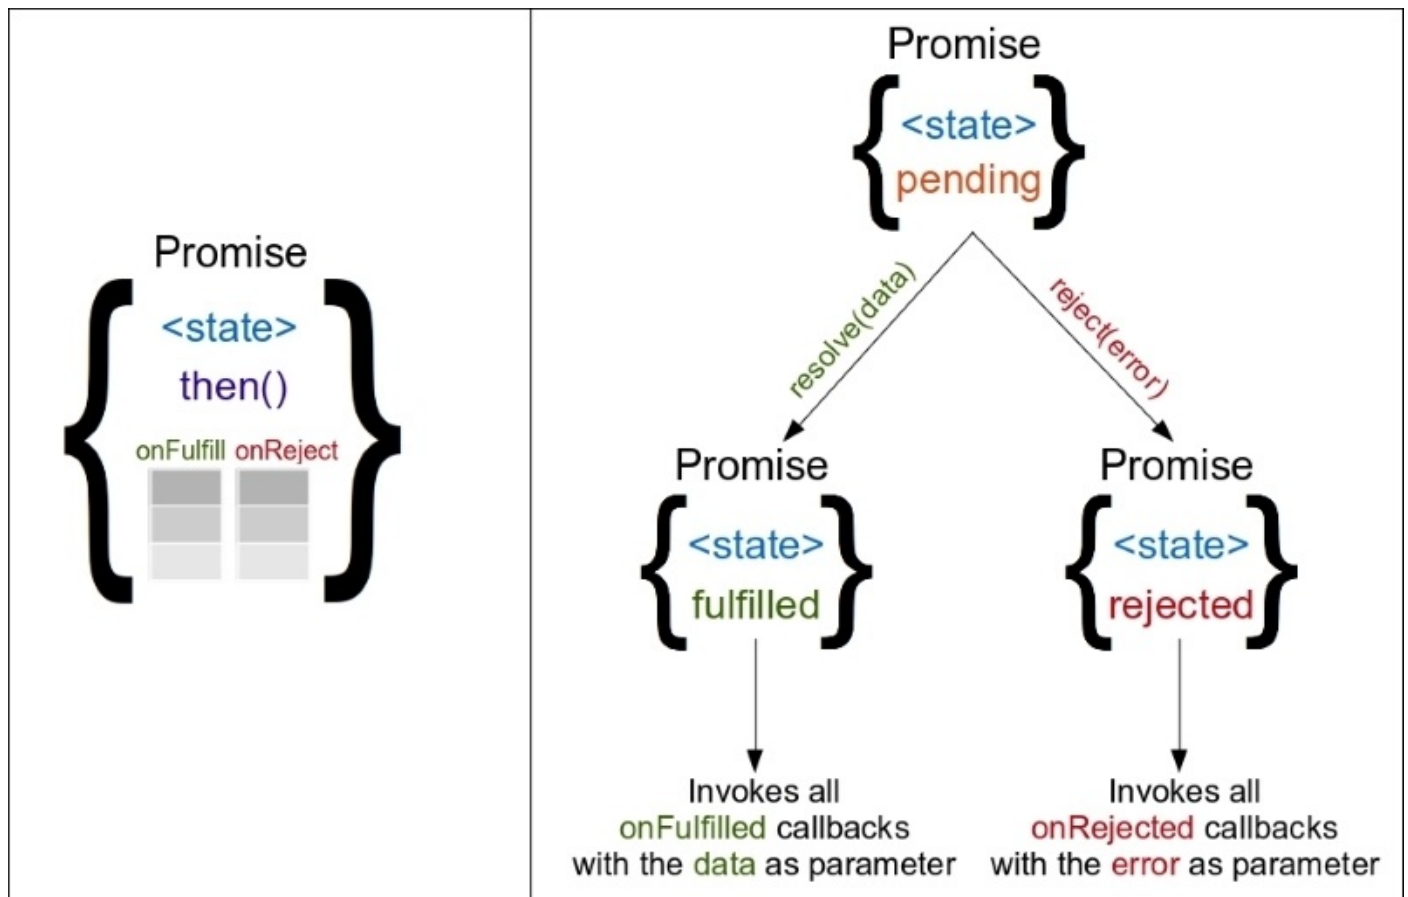 Promise
<state>
then()
onFulfill onReject
Promise
<state>
pending
resolve(data)
reject(error)
Promise
<state>
fulfilled
Invokes all
onFulfilled callbacks
with the data as parameter
Promise
<state>
rejected
Invokes all
onRejected callbacks
with the error as parameter